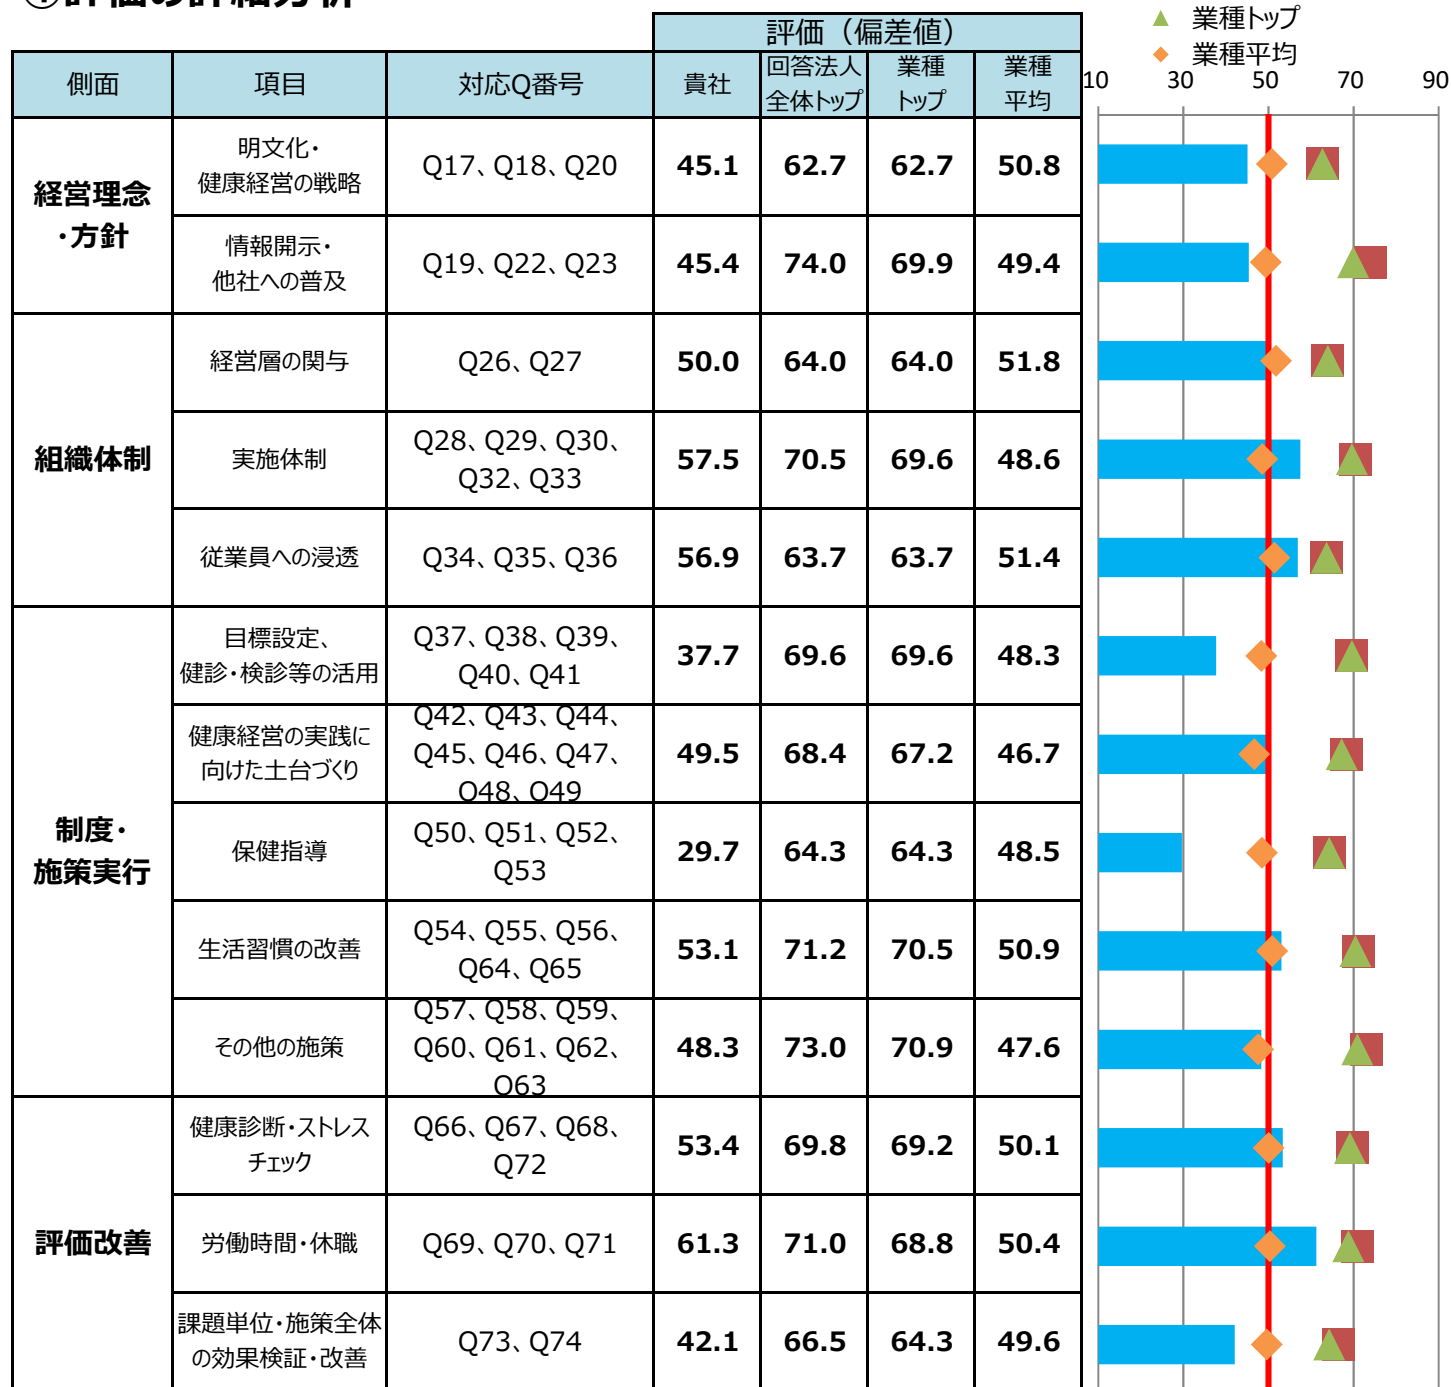 ①評価の詳細分析
▲ 業種トップ
◆ 業種平均
10 30 50 70 90
評価（偏差値）
側面 項目 対応Q番号 貴社 回答法人全体トップ 業種トップ 業種平均
経営理念・方針
明文化・健康経営の戦略 Q17、Q18、Q20 45.1 62.7 62.7 50.8
情報開示・他社への普及 Q19、Q22、Q23 45.4 74.0 69.9 49.4
組織体制
経営層の関与 Q26、Q27 50.0 64.0 64.0 51.8
実施体制 Q28、Q29、Q30、Q32、Q33 57.5 70.5 69.6 48.6
従業員への浸透 Q34、Q35、Q36 56.9 63.7 63.7 51.4
制度・施策実行
目標設定、健診・検診等の活用 Q37、Q38、Q39、Q40、Q41 37.7 69.6 69.6 48.3
健康経営の実践に向けた土台づくり Q42、Q43、Q44、Q45、Q46、Q47、Q48、Q49 49.5 68.4 67.2 46.7
保健指導 Q50、Q51、Q52、Q53 29.7 64.3 64.3 48.5
生活習慣の改善 Q54、Q55、Q56、Q64、Q65 53.1 71.2 70.5 50.9
その他の施策 Q57、Q58、Q59、Q60、Q61、Q62、Q63 48.3 73.0 70.9 47.6
評価改善
健康診断・ストレスチェック Q66、Q67、Q68、Q72 53.4 69.8 69.2 50.1
労働時間・休職 Q69、Q70、Q71 61.3 71.0 68.8 50.4
課題単位・施策全体の効果検証・改善 Q73、Q74 42.1 66.5 64.3 49.6